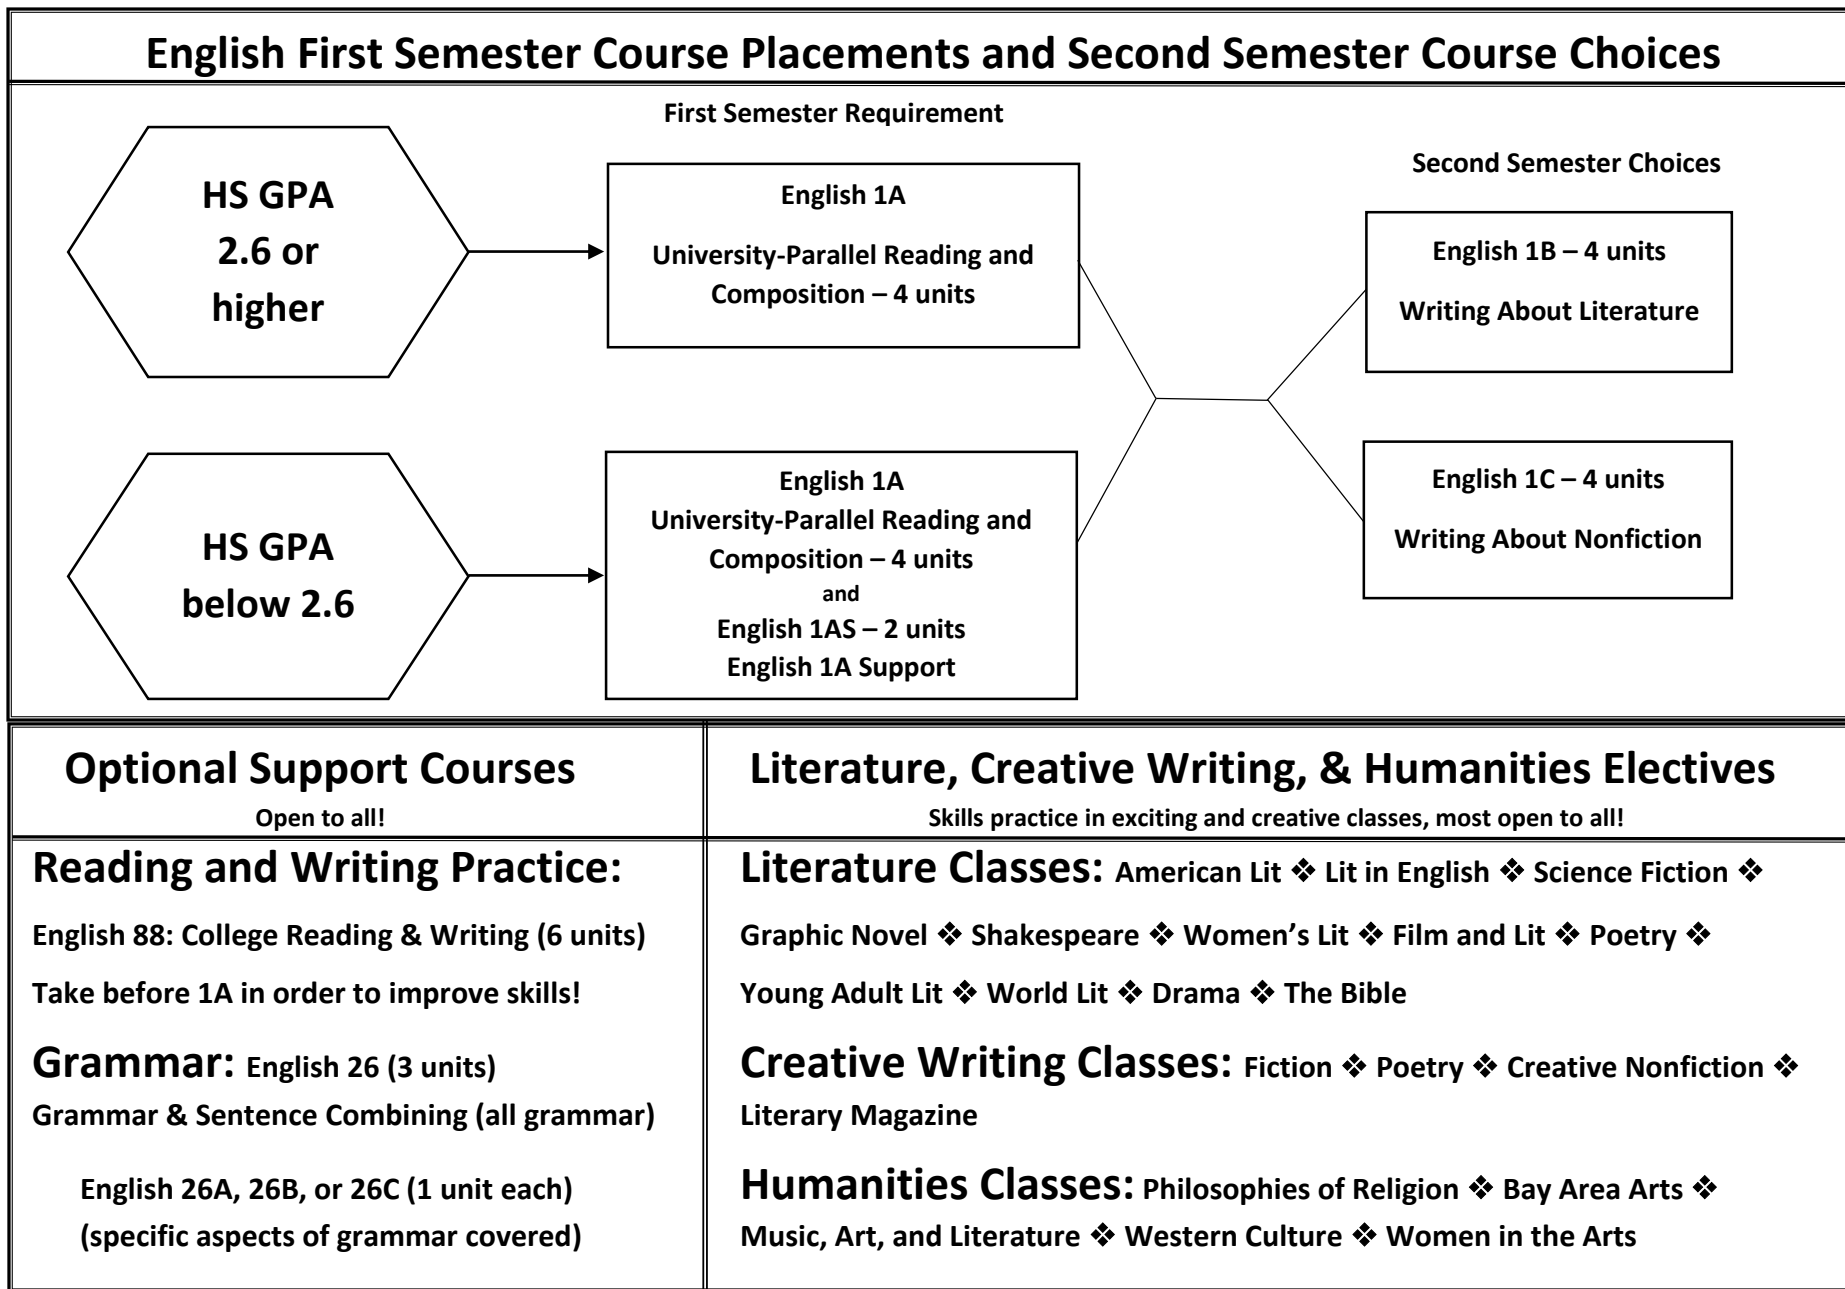 English First Semester Course Placements and Second Semester Course Choices
First Semester Requirement
Second Semester Choices
HS GPA
2.6 or
higher
English 1A
University-Parallel Reading and
Composition – 4 units
English 1B – 4 units
Writing About Literature
HS GPA
below 2.6
English 1A
University-Parallel Reading and
Composition – 4 units
and
English 1AS – 2 units
English 1A Support
English 1C – 4 units
Writing About Nonfiction
Optional Support Courses
Open to all!
Reading and Writing Practice:
English 88: College Reading & Writing (6 units)
Take before 1A in order to improve skills!
Grammar: English 26 (3 units)
Grammar & Sentence Combining (all grammar)
English 26A, 26B, or 26C (1 unit each)
(specific aspects of grammar covered)
Literature, Creative Writing, & Humanities Electives
Skills practice in exciting and creative classes, most open to all!
Literature Classes: American Lit ❖ Lit in English ❖ Science Fiction ❖
Graphic Novel ❖ Shakespeare ❖ Women’s Lit ❖ Film and Lit ❖ Poetry ❖
Young Adult Lit ❖ World Lit ❖ Drama ❖ The Bible
Creative Writing Classes: Fiction ❖ Poetry ❖ Creative Nonfiction ❖
Literary Magazine
Humanities Classes: Philosophies of Religion ❖ Bay Area Arts ❖
Music, Art, and Literature ❖ Western Culture ❖ Women in the Arts